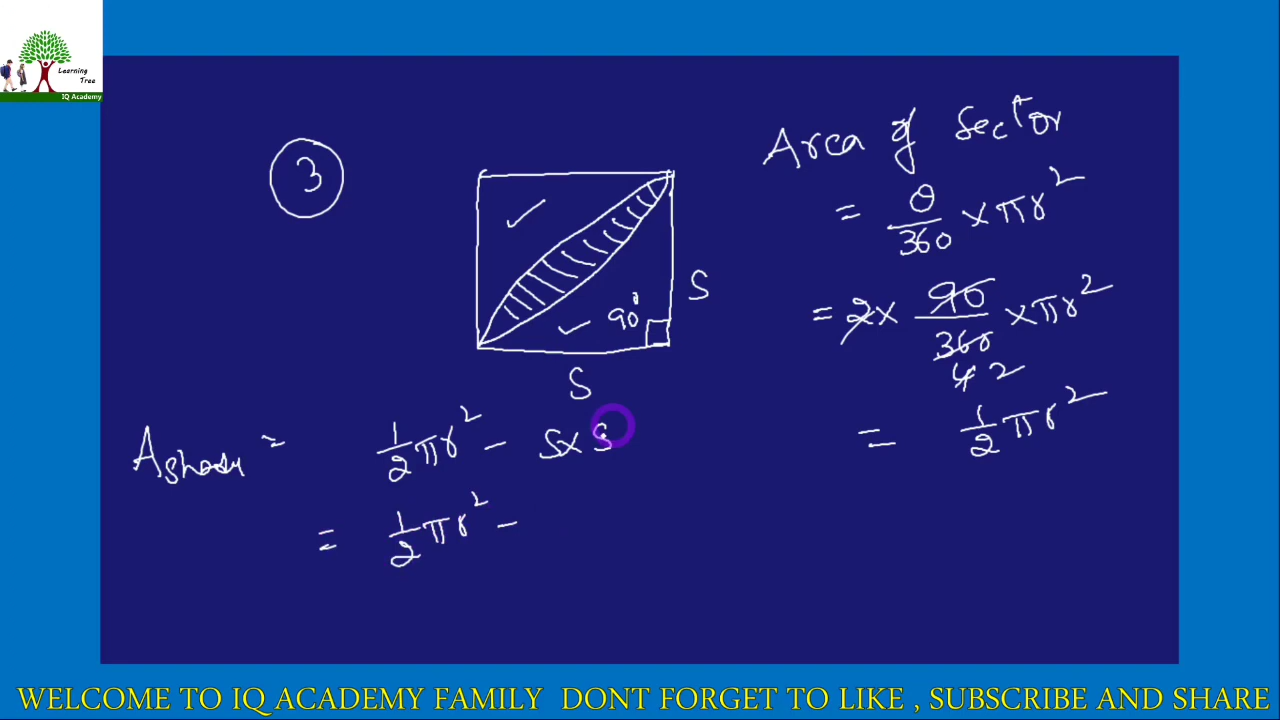 Learning
Tree
IQ Academy
3
Area of Sector
= θ/360 × πr²
S
90°
= 2 × 90/360 × πr²
4 2
S
= 1/2 πr²
Ashade = 1/2 πr² - S×S
= 1/2 πr² -
WELCOME TO IQ ACADEMY FAMILY DONT FORGET TO LIKE , SUBSCRIBE AND SHARE